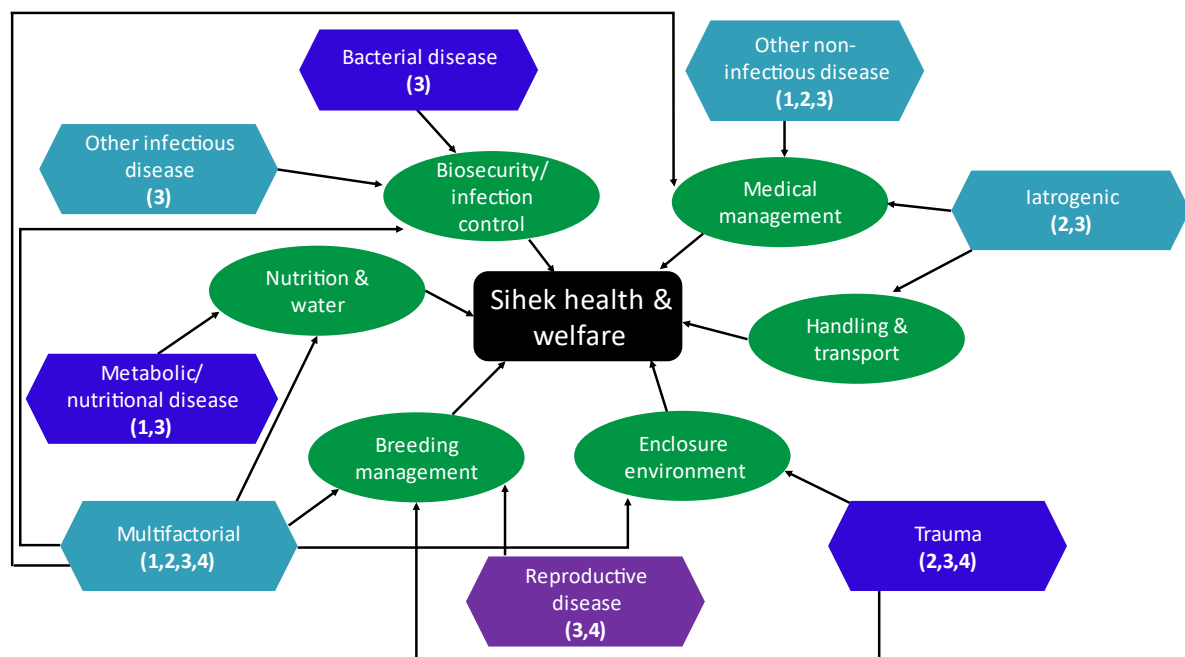 Bacterial disease
(3)
Other non-
infectious disease
(1,2,3)
Other infectious
disease
(3)
Biosecurity/
infection
control
Medical
management
Iatrogenic
(2,3)
Nutrition &
water
Sihek health &
welfare
Handling &
transport
Metabolic/
nutritional disease
(1,3)
Breeding
management
Enclosure
environment
Multifactorial
(1,2,3,4)
Reproductive
disease
(3,4)
Trauma
(2,3,4)